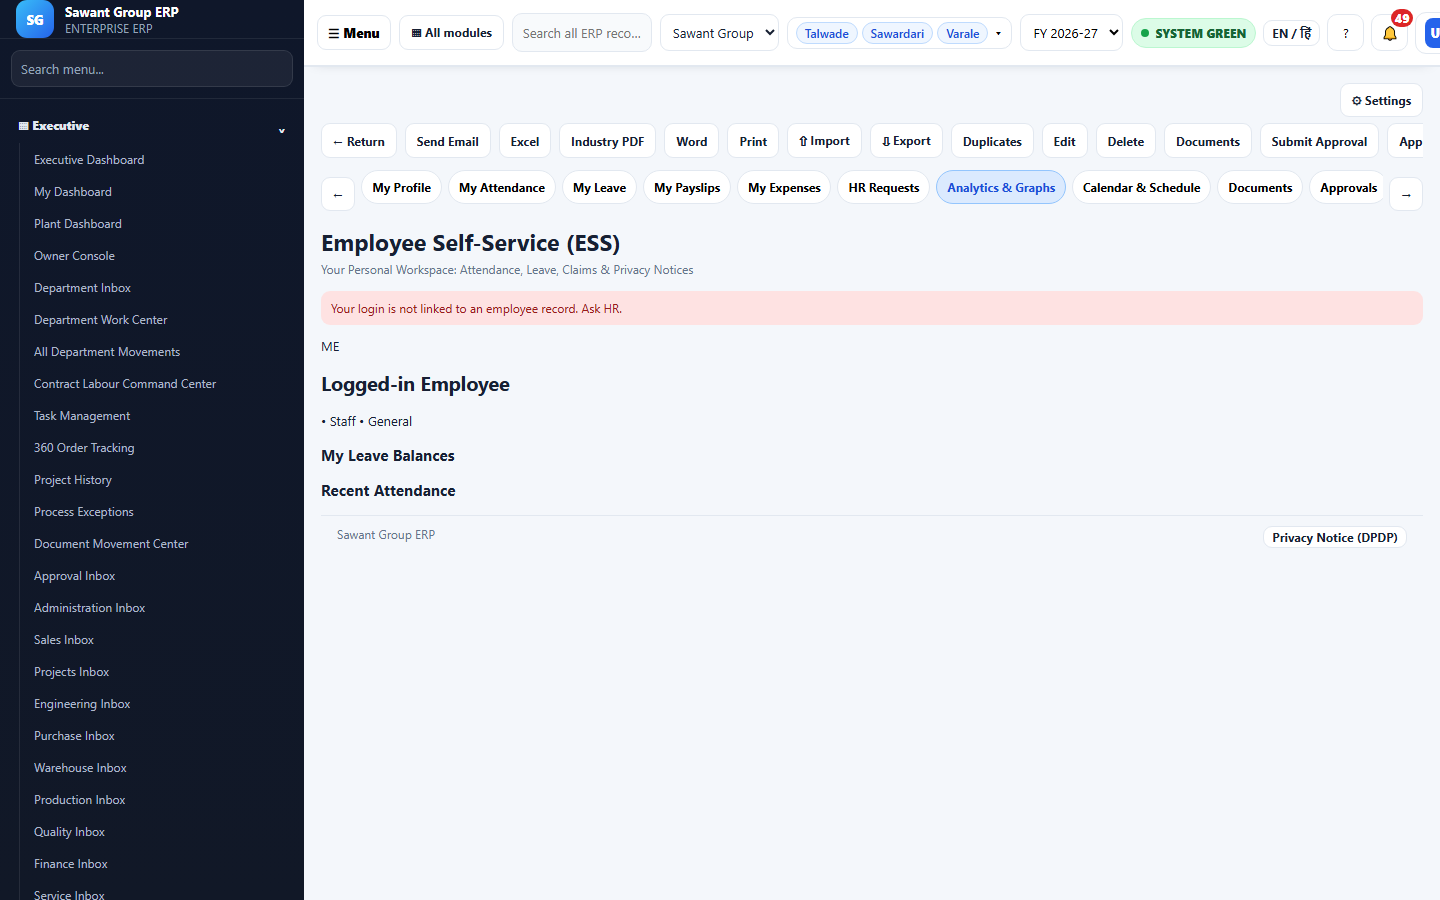 SG
Sawant Group ERP
ENTERPRISE ERP
Search menu...
Executive
Executive Dashboard
My Dashboard
Plant Dashboard
Owner Console
Department Inbox
Department Work Center
All Department Movements
Contract Labour Command Center
Task Management
360 Order Tracking
Project History
Process Exceptions
Document Movement Center
Approval Inbox
Administration Inbox
Sales Inbox
Projects Inbox
Engineering Inbox
Purchase Inbox
Warehouse Inbox
Production Inbox
Quality Inbox
Finance Inbox
Service Inbox
☰ Menu
All modules
Search all ERP reco...
Sawant Group
Talwade Sawardari Varale
FY 2026-27
SYSTEM GREEN
EN / हिं
?
49
U
⚙ Settings
← Return
Send Email
Excel
Industry PDF
Word
Print
⇧ Import
⇩ Export
Duplicates
Edit
Delete
Documents
Submit Approval
App
←
My Profile
My Attendance
My Leave
My Payslips
My Expenses
HR Requests
Analytics & Graphs
Calendar & Schedule
Documents
Approvals
→
Employee Self-Service (ESS)
Your Personal Workspace: Attendance, Leave, Claims & Privacy Notices
Your login is not linked to an employee record. Ask HR.
ME
Logged-in Employee
• Staff • General
My Leave Balances
Recent Attendance
Sawant Group ERP
Privacy Notice (DPDP)